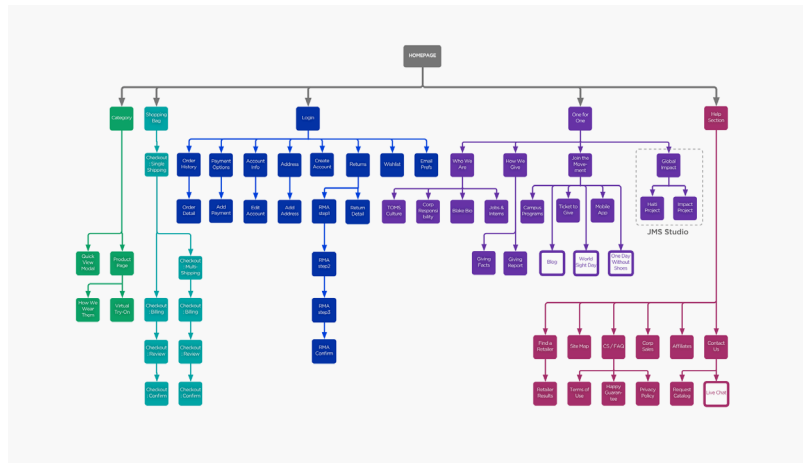 HOMEPAGE
Category
Shopping
Bag
Login
One for
One
Help
Section
Checkout
: Single
Shipping
Order
History
Payment
Options
Account
Info
Address
Create
Account
Returns
Wishlist
Email
Prefs
Who We
Are
How We
Give
Join the
Move-
ment
Global
Impact
Order
Detail
Add
Payment
Edit
Account
Add
Address
RMA
step1
Return
Detail
TOMS
Culture
Corp
Responsi
bility
Blake Bio
Jobs &
Interns
Campus
Programs
Ticket to
Give
Mobile
App
Haiti
Project
Impact
Project
JMS Studio
Quick
View
Modal
Product
Page
Checkout
: Multi
Shipping
RMA
step2
Giving
Facts
Giving
Report
Blog
World
Sight Day
One Day
Without
Shoes
How We
Wear
Them
Virtual
Try-On
Checkout
: Billing
Checkout
: Billing
RMA
step3
Checkout
: Review
Checkout
: Review
RMA
Confirm
Find a
Retailer
Site Map
CS / FAQ
Corp
Sales
Affiliates
Contact
Us
Checkout
: Confirm
Checkout
: Confirm
Retailer
Results
Terms of
Use
Happy
Guaran-
tee
Privacy
Policy
Request
Catalog
Live Chat